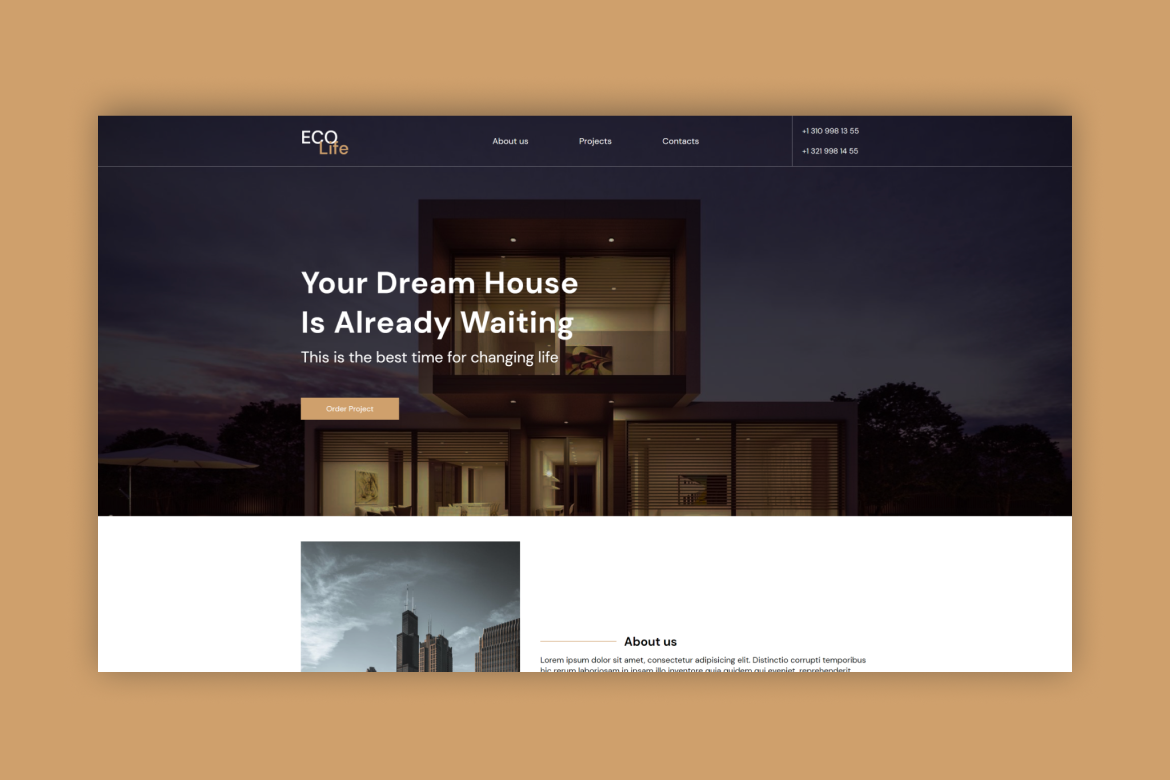 ECO
Life
About us
Projects
Contacts
+1 310 998 13 55
+1 321 998 14 55
Your Dream House
Is Already Waiting
This is the best time for changing life
Order Project
About us
Lorem ipsum dolor sit amet, consectetur adipisicing elit. Distinctio corrupti temporibus
hic rerum laboriosam in ipsam illo inventore quia quidem qui eveniet, reprehenderit